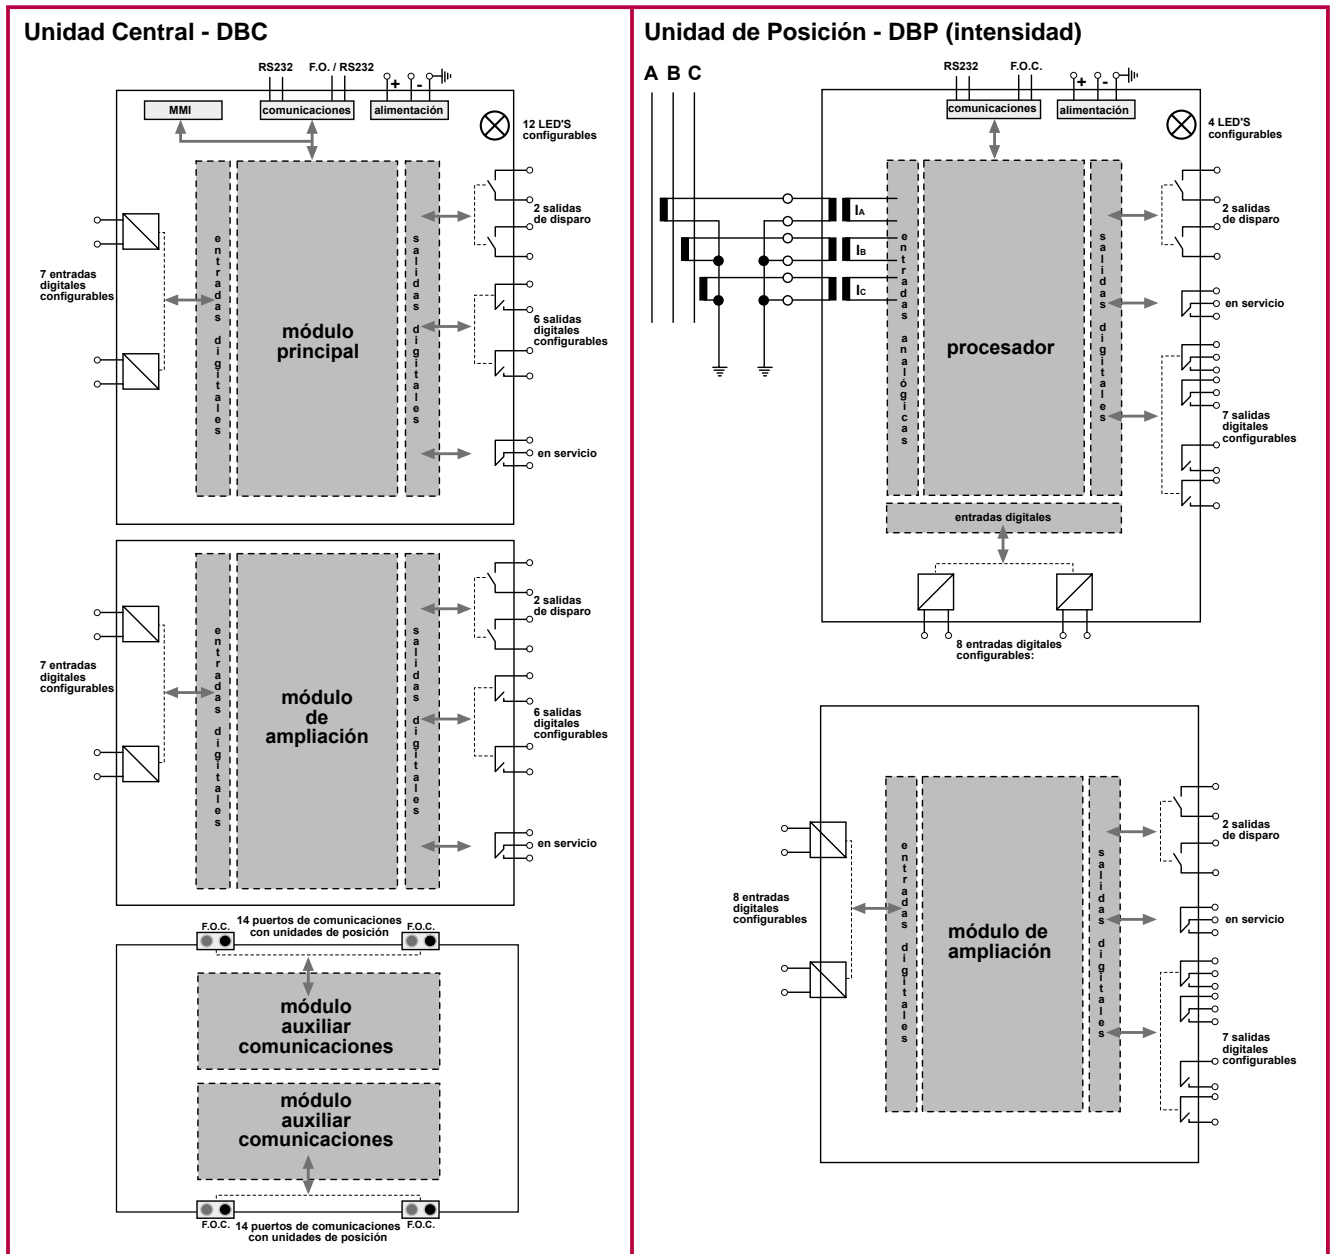 Unidad Central - DBC
RS232 F.O. / RS232
+ -
MMI
comunicaciones
alimentación
12 LED'S
configurables
2 salidas
de disparo
7 entradas
digitales
configurables
entradas digitales
módulo
principal
salidas digitales
6 salidas
digitales
configurables
en servicio
2 salidas
de disparo
7 entradas
digitales
configurables
entradas digitales
módulo
de
ampliación
salidas digitales
6 salidas
digitales
configurables
en servicio
14 puertos de comunicaciones
con unidades de posición
F.O.C.
F.O.C.
módulo
auxiliar
comunicaciones
módulo
auxiliar
comunicaciones
F.O.C.
F.O.C.
14 puertos de comunicaciones
con unidades de posición
Unidad de Posición - DBP (intensidad)
A B C
RS232 F.O.C.
+ -
comunicaciones
alimentación
4 LED'S
configurables
IA
IB
IC
entradas analógicas
procesador
salidas digitales
2 salidas
de disparo
en servicio
7 salidas
digitales
configurables
entradas digitales
8 entradas digitales
configurables:
8 entradas
digitales
configurables
entradas digitales
módulo de
ampliación
salidas digitales
2 salidas
de disparo
en servicio
7 salidas
digitales
configurables